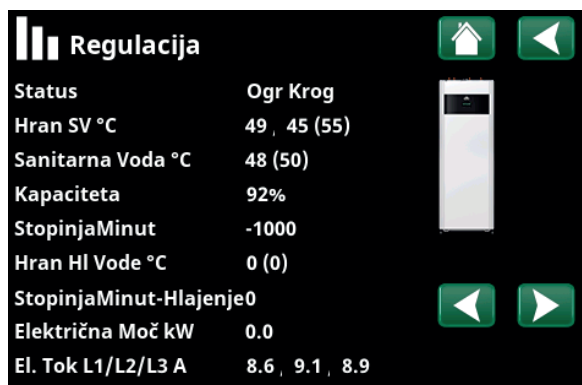 Regulacija
Status Ogr Krog
Hran SV °C 49 , 45 (55)
Sanitarna Voda °C 48 (50)
Kapaciteta 92%
StopinjaMinut -1000
Hran Hl Vode °C 0 (0)
StopinjaMinut-Hlajenje0
Električna Moč kW 0.0
El. Tok L1/L2/L3 A 8.6 , 9.1 , 8.9